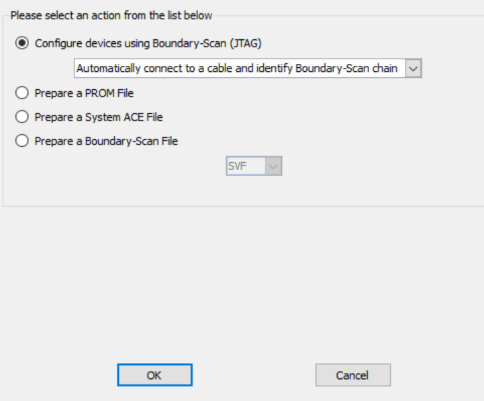 Please select an action from the list below
Configure devices using Boundary-Scan (JTAG)
Automatically connect to a cable and identify Boundary-Scan chain
Prepare a PROM File
Prepare a System ACE File
Prepare a Boundary-Scan File
SVF
OK Cancel